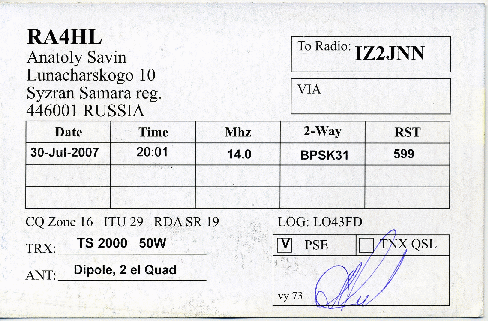 RA4HL
Anatoly Savin
Lunacharskogo 10
Syzran Samara reg.
446001 RUSSIA
To Radio: IZ2JNN
VIA
Date Time Mhz 2-Way RST
30-Jul-2007 20:01 14.0 BPSK31 599
CQ Zone 16 ITU 29 RDA SR 19 LOG: LO43FD
TRX: TS 2000 50W
V PSE TNX QSL
ANT: Dipole, 2 el Quad
vy 73